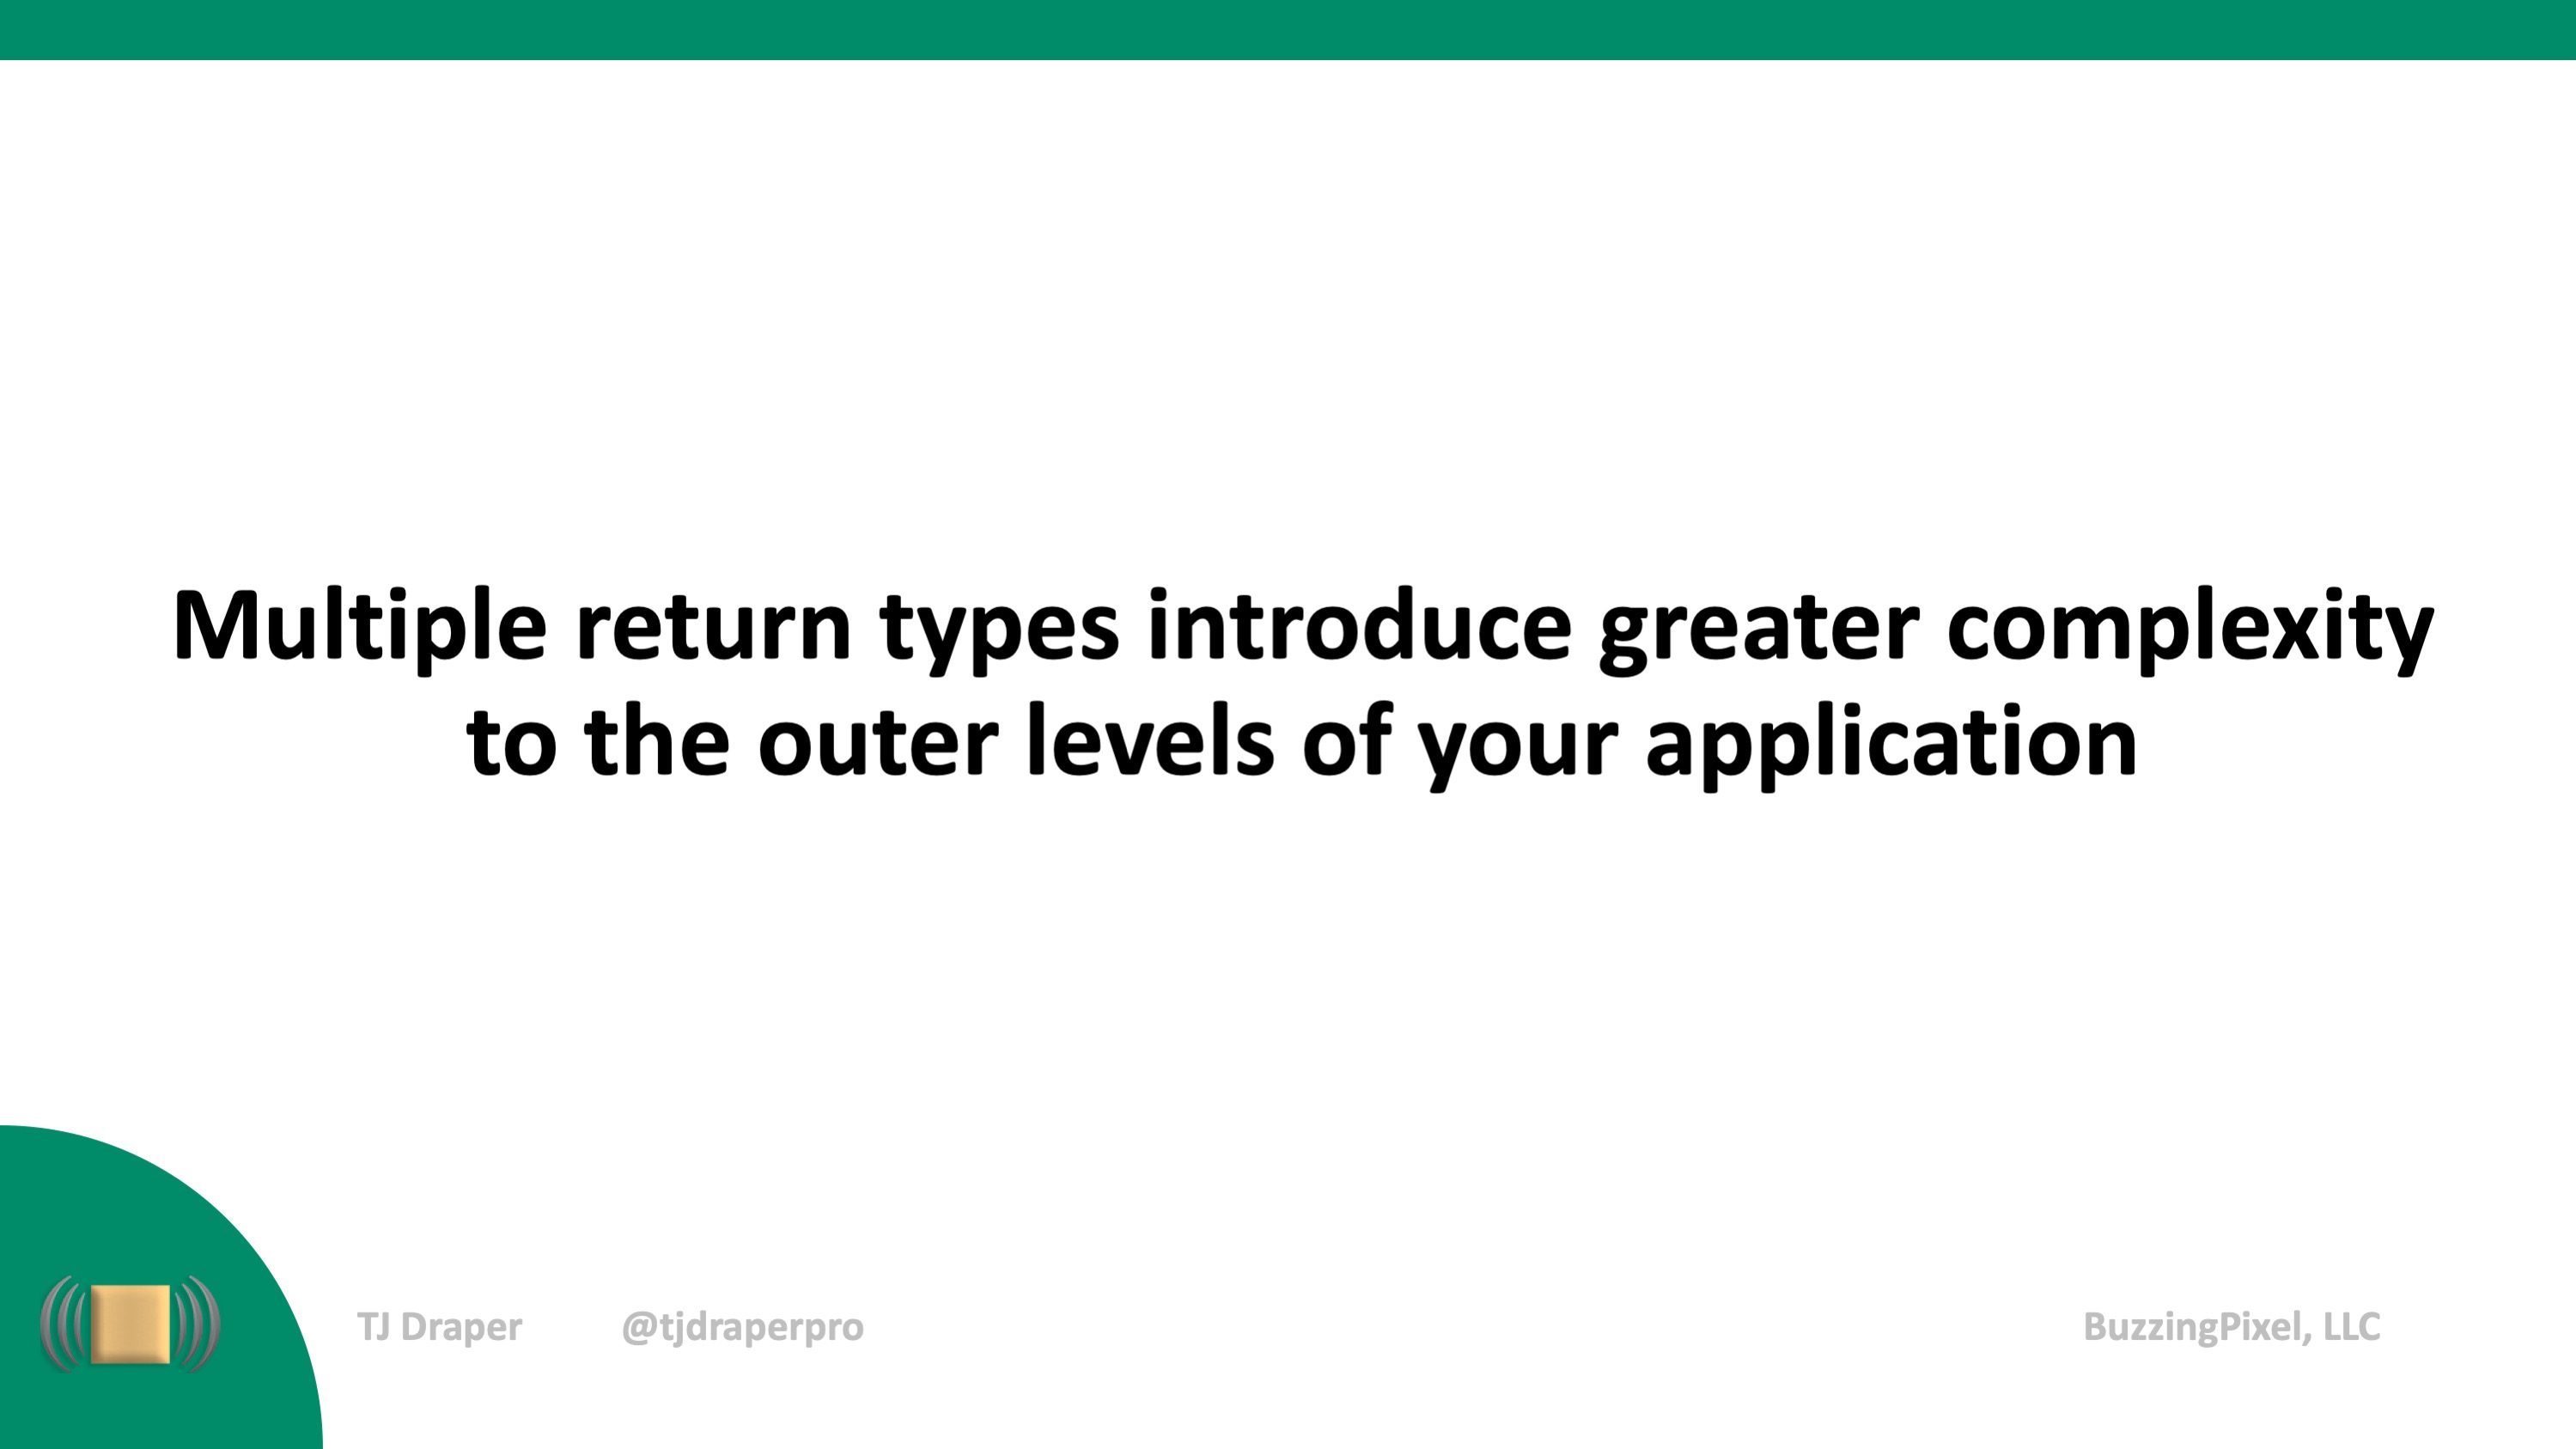 Multiple return types introduce greater complexity
to the outer levels of your application
TJ Draper @tjdraperpro BuzzingPixel, LLC